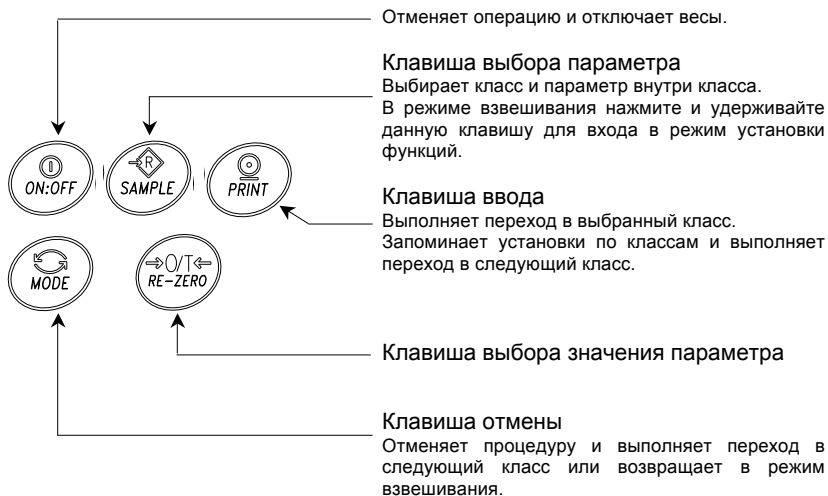 Отменяет операцию и отключает весы.
Клавиша выбора параметра
Выбирает класс и параметр внутри класса.
В режиме взвешивания нажмите и удерживайте
данную клавишу для входа в режим установки
функций.
ON:OFF
R
SAMPLE
PRINT
Клавиша ввода
Выполняет переход в выбранный класс.
Запоминает установки по классам и выполняет
переход в следующий класс.
MODE
→O/T←
RE-ZERO
Клавиша выбора значения параметра
Клавиша отмены
Отменяет процедуру и выполняет переход в
следующий класс или возвращает в режим
взвешивания.